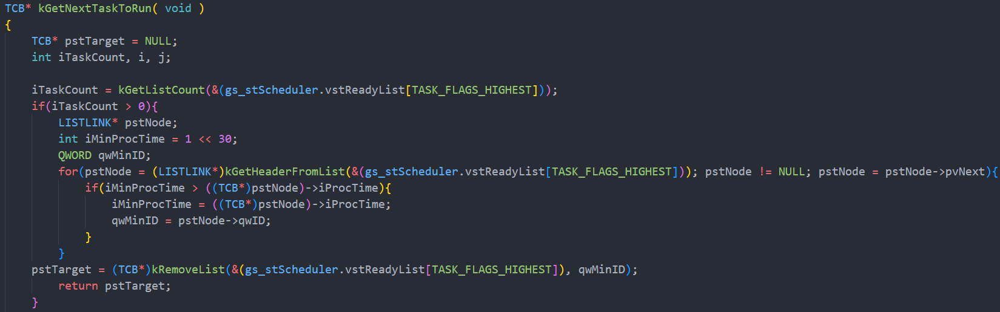 TCB* kGetNextTaskToRun( void )
{
    TCB* pstTarget = NULL;
    int iTaskCount, i, j;

    iTaskCount = kGetListCount(&(gs_stScheduler.vstReadyList[TASK_FLAGS_HIGHEST]));
    if(iTaskCount > 0){
        LISTLINK* pstNode;
        int iMinProcTime = 1 << 30;
        QWORD qwMinID;
        for(pstNode = (LISTLINK*)kGetHeaderFromList(&(gs_stScheduler.vstReadyList[TASK_FLAGS_HIGHEST])); pstNode != NULL; pstNode = pstNode->pvNext){
            if(iMinProcTime > ((TCB*)pstNode)->iProcTime){
                iMinProcTime = ((TCB*)pstNode)->iProcTime;
                qwMinID = pstNode->qwID;
            }
        }
    pstTarget = (TCB*)kRemoveList(&(gs_stScheduler.vstReadyList[TASK_FLAGS_HIGHEST]), qwMinID);
        return pstTarget;
    }